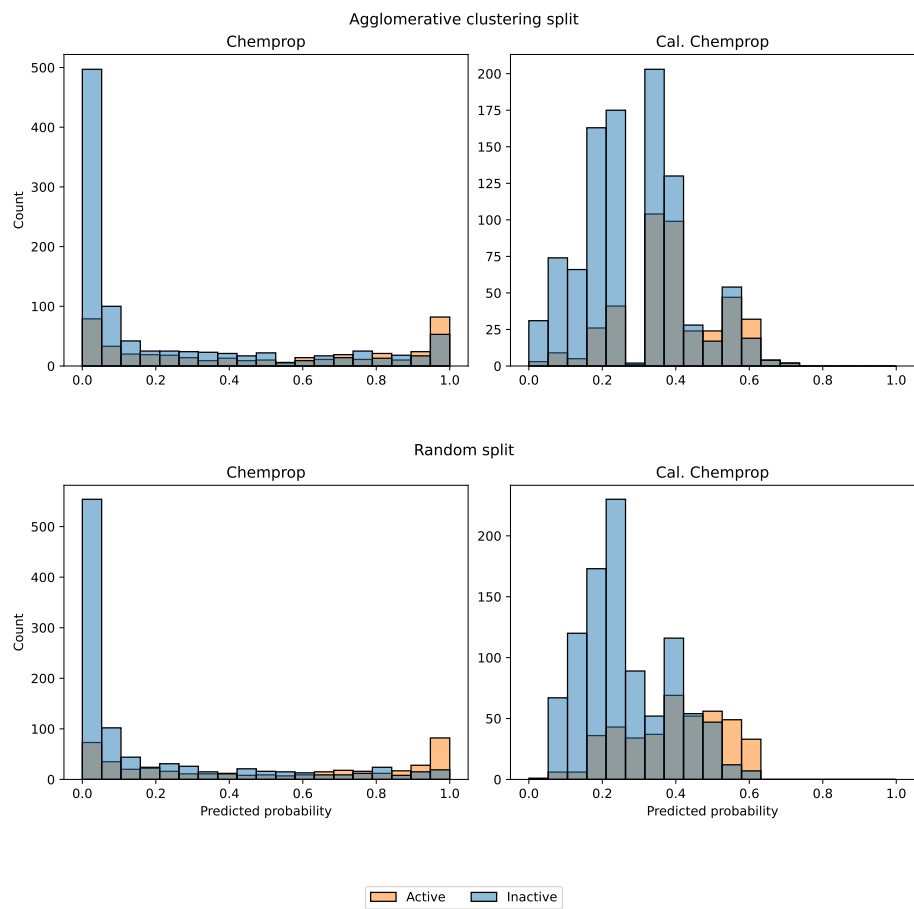 Agglomerative clustering split
Chemprop
Cal. Chemprop
Count
500
400
300
200
100
0
0.0 0.2 0.4 0.6 0.8 1.0
200
175
150
125
100
75
50
25
0
0.0 0.2 0.4 0.6 0.8 1.0
Random split
Chemprop
Cal. Chemprop
Count
500
400
300
200
100
0
0.0 0.2 0.4 0.6 0.8 1.0
Predicted probability
200
150
100
50
0
0.0 0.2 0.4 0.6 0.8 1.0
Predicted probability
Active Inactive